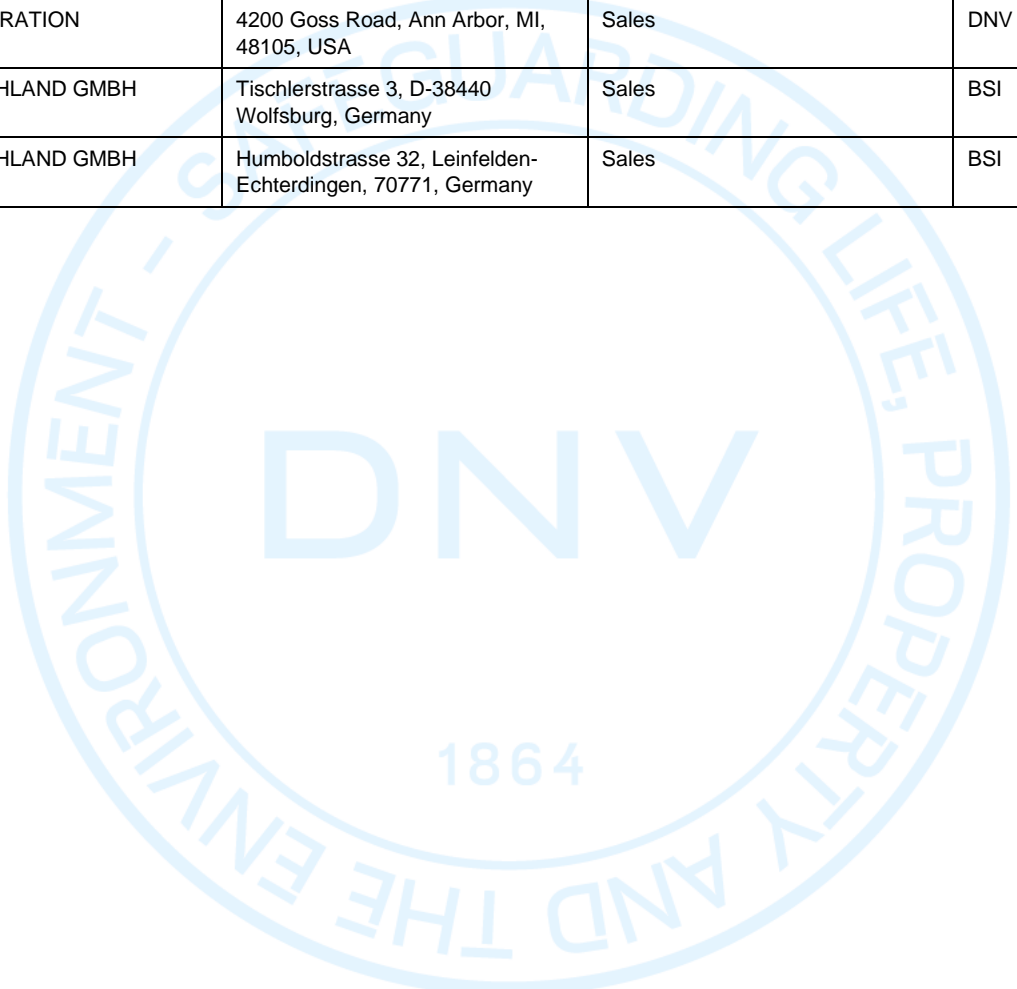 RATION 4200 Goss Road, Ann Arbor, MI, Sales DNV
48105, USA
HLAND GMBH Tischlerstrasse 3, D-38440 Sales BSI
Wolfsburg, Germany
HLAND GMBH Humboldstrasse 32, Leinfelden- Sales BSI
Echterdingen, 70771, Germany
SAFEGUARDING LIFE, PROPERTY AND THE ENVIRONMENT -
DNV
1864